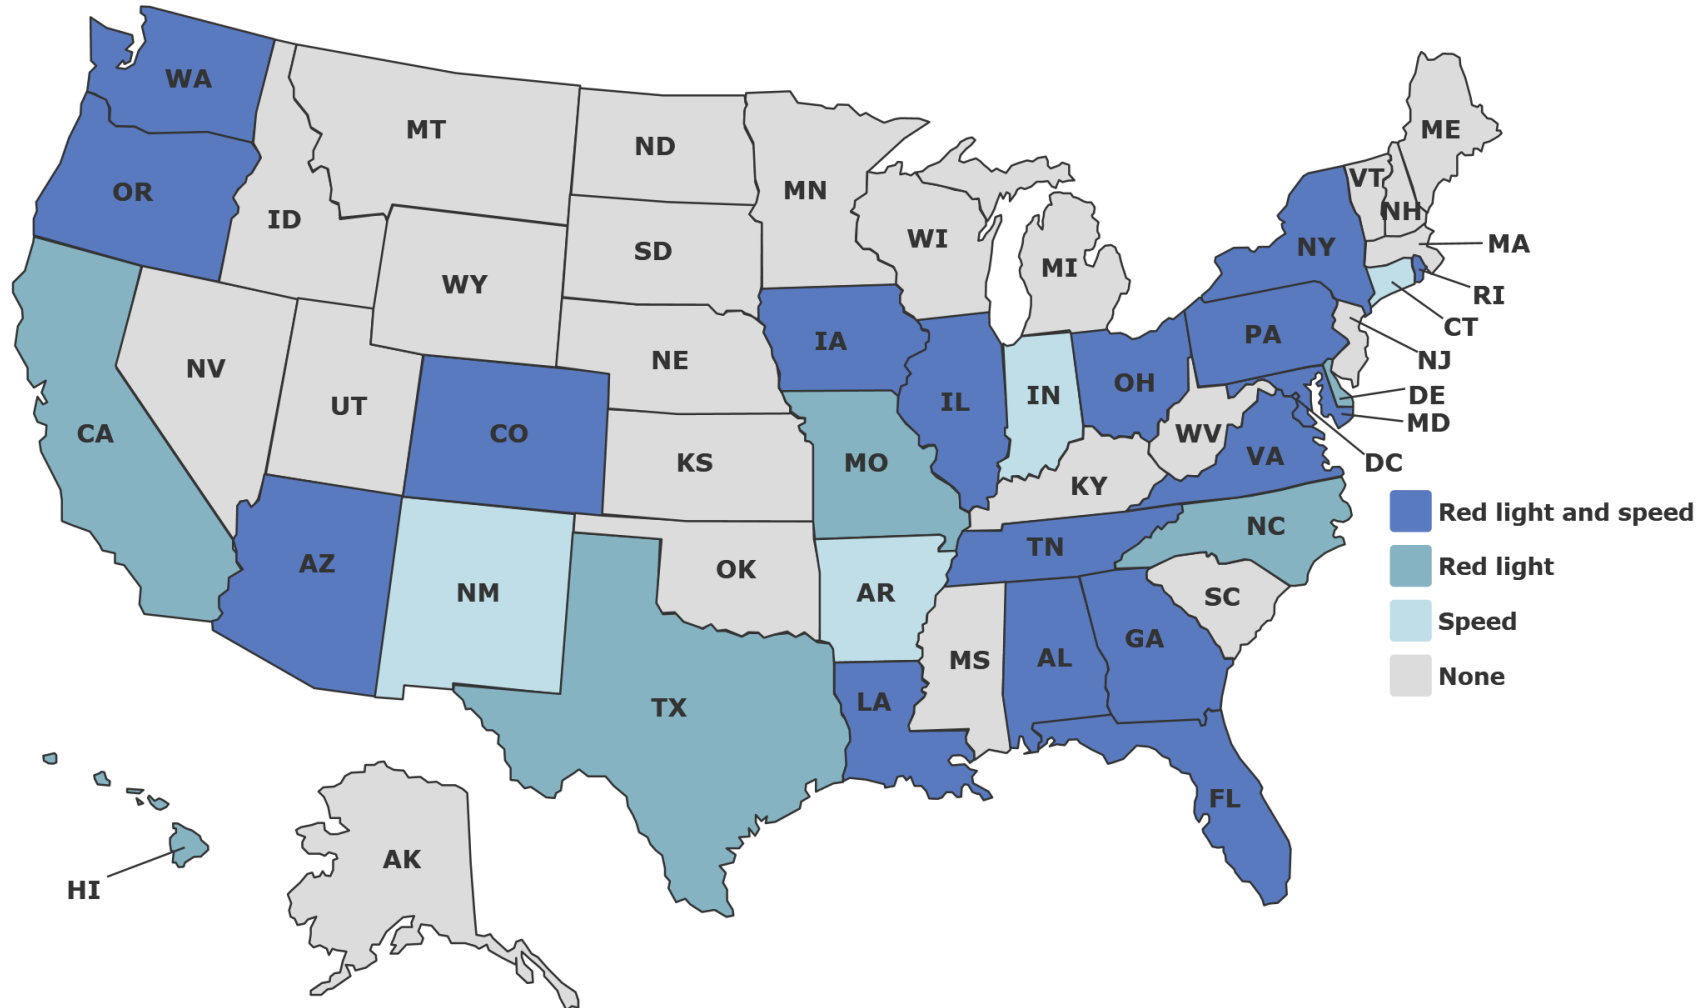 WA
MT
ND
MN
ME
VT
NH
OR
ID
SD
WI
MI
NY
MA
WY
RI
CT
IA
PA
NV
NE
NJ
UT
OH
IN
IL
DE
MD
CA
CO
KS
MO
WV
VA
DC
KY
Red light and speed
NC
TN
AZ
OK
Red light
NM
AR
SC
Speed
GA
MS
AL
None
LA
TX
FL
AK
HI